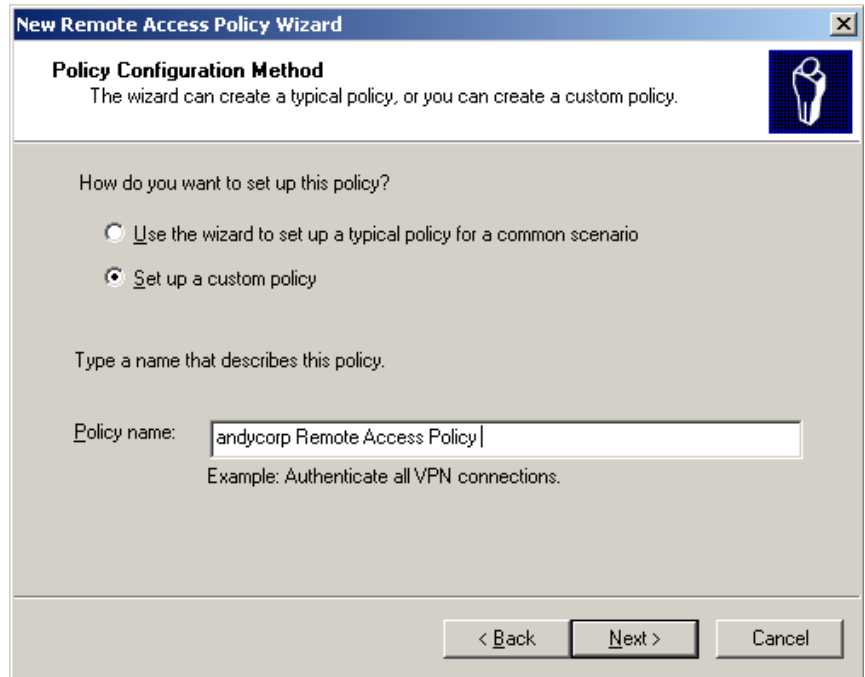 New Remote Access Policy Wizard
Policy Configuration Method
The wizard can create a typical policy, or you can create a custom policy.
How do you want to set up this policy?
Use the wizard to set up a typical policy for a common scenario
Set up a custom policy
Type a name that describes this policy.
Policy name: andycorp Remote Access Policy
Example: Authenticate all VPN connections.
< Back Next > Cancel